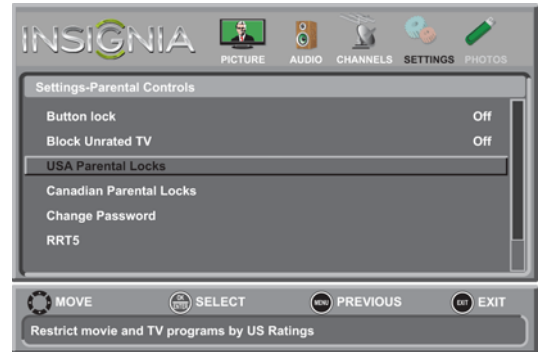 INSIGNIA
PICTURE AUDIO CHANNELS SETTINGS PHOTOS
Settings-Parental Controls
Button lock Off
Block Unrated TV Off
USA Parental Locks
Canadian Parental Locks
Change Password
RRT5
MOVE OK ENTER SELECT MENU PREVIOUS EXIT EXIT
Restrict movie and TV programs by US Ratings